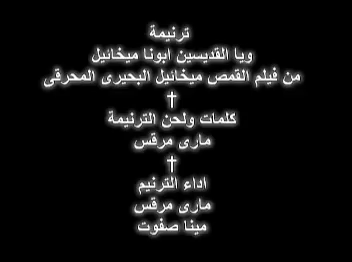 ترنيمة
ويا القديسين ابونا ميخائيل
من فيلم القمص ميخائيل البحيرى المحرقى
✝
كلمات ولحن الترنيمة
مارى مرقس
✝
اداء الترنيم
مارى مرقس
مينا صفوت